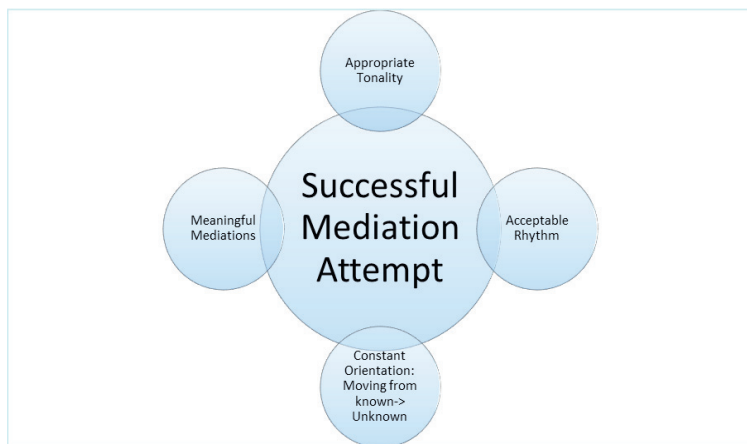 Appropriate
Tonality
Successful
Mediation
Attempt
Meaningful
Mediations
Acceptable
Rhythm
Constant
Orientation:
Moving from
known->
Unknown